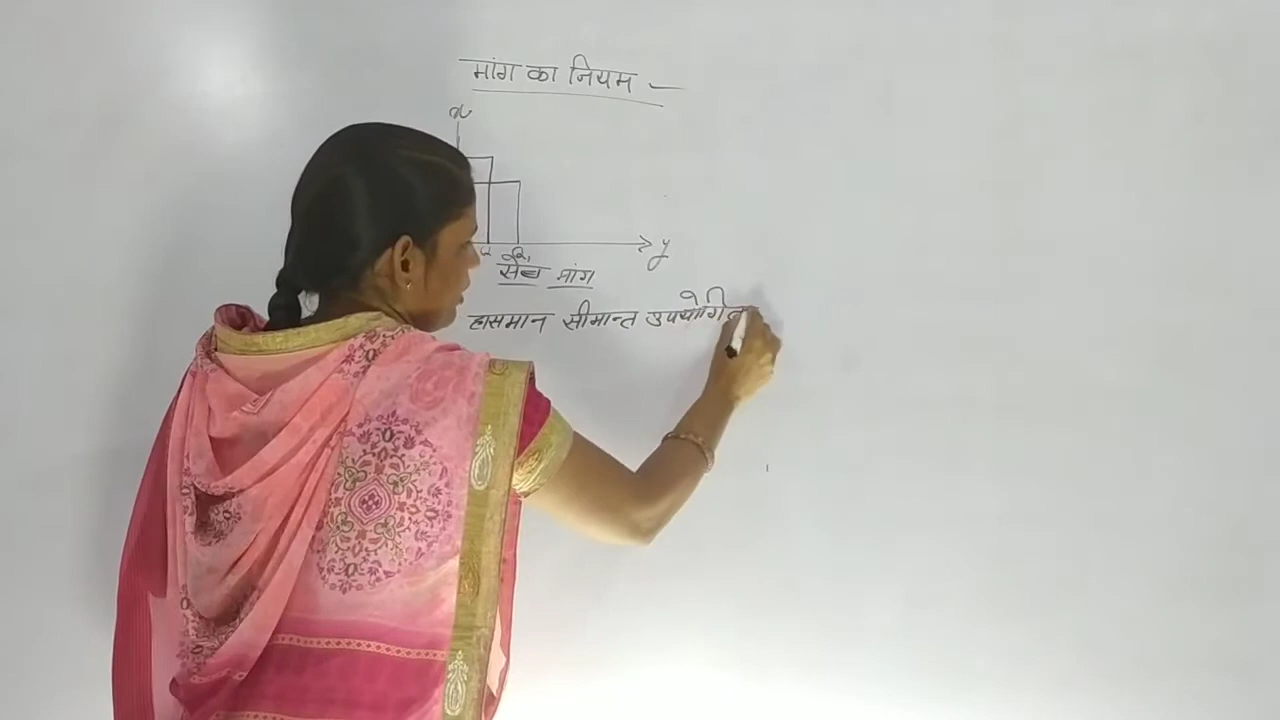 मांग का नियम —
x
y
सेब मांग
हासमान सीमान्त उपयोगित